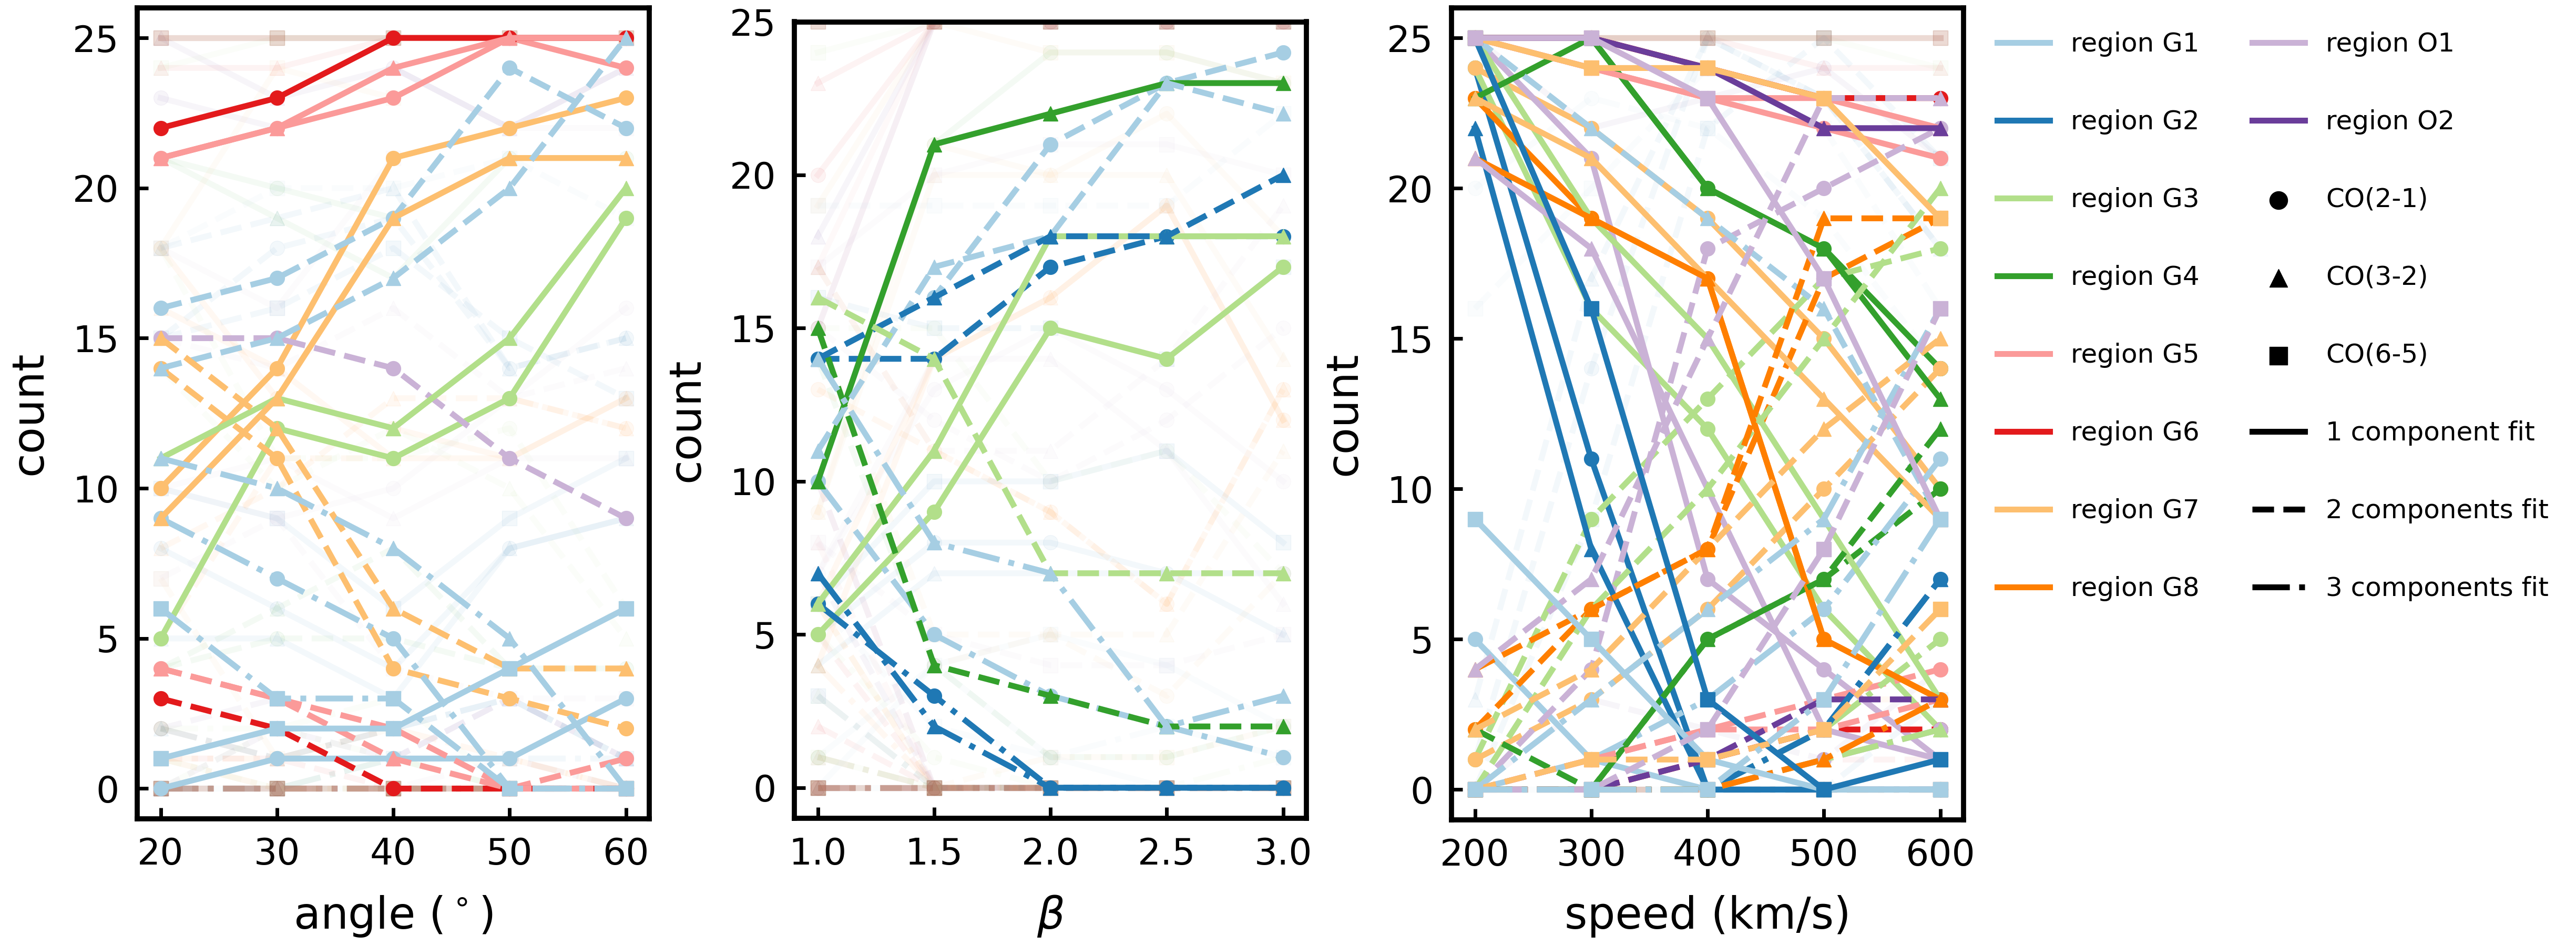 count
25
20
15
10
5
0
20 30 40 50 60
angle (°)
count
25
20
15
10
5
0
1.0 1.5 2.0 2.5 3.0
β
count
25
20
15
10
5
0
200 300 400 500 600
speed (km/s)
region G1
region G2
region G3
region G4
region G5
region G6
region G7
region G8
region O1
region O2
CO(2-1)
CO(3-2)
CO(6-5)
1 component fit
2 components fit
3 components fit